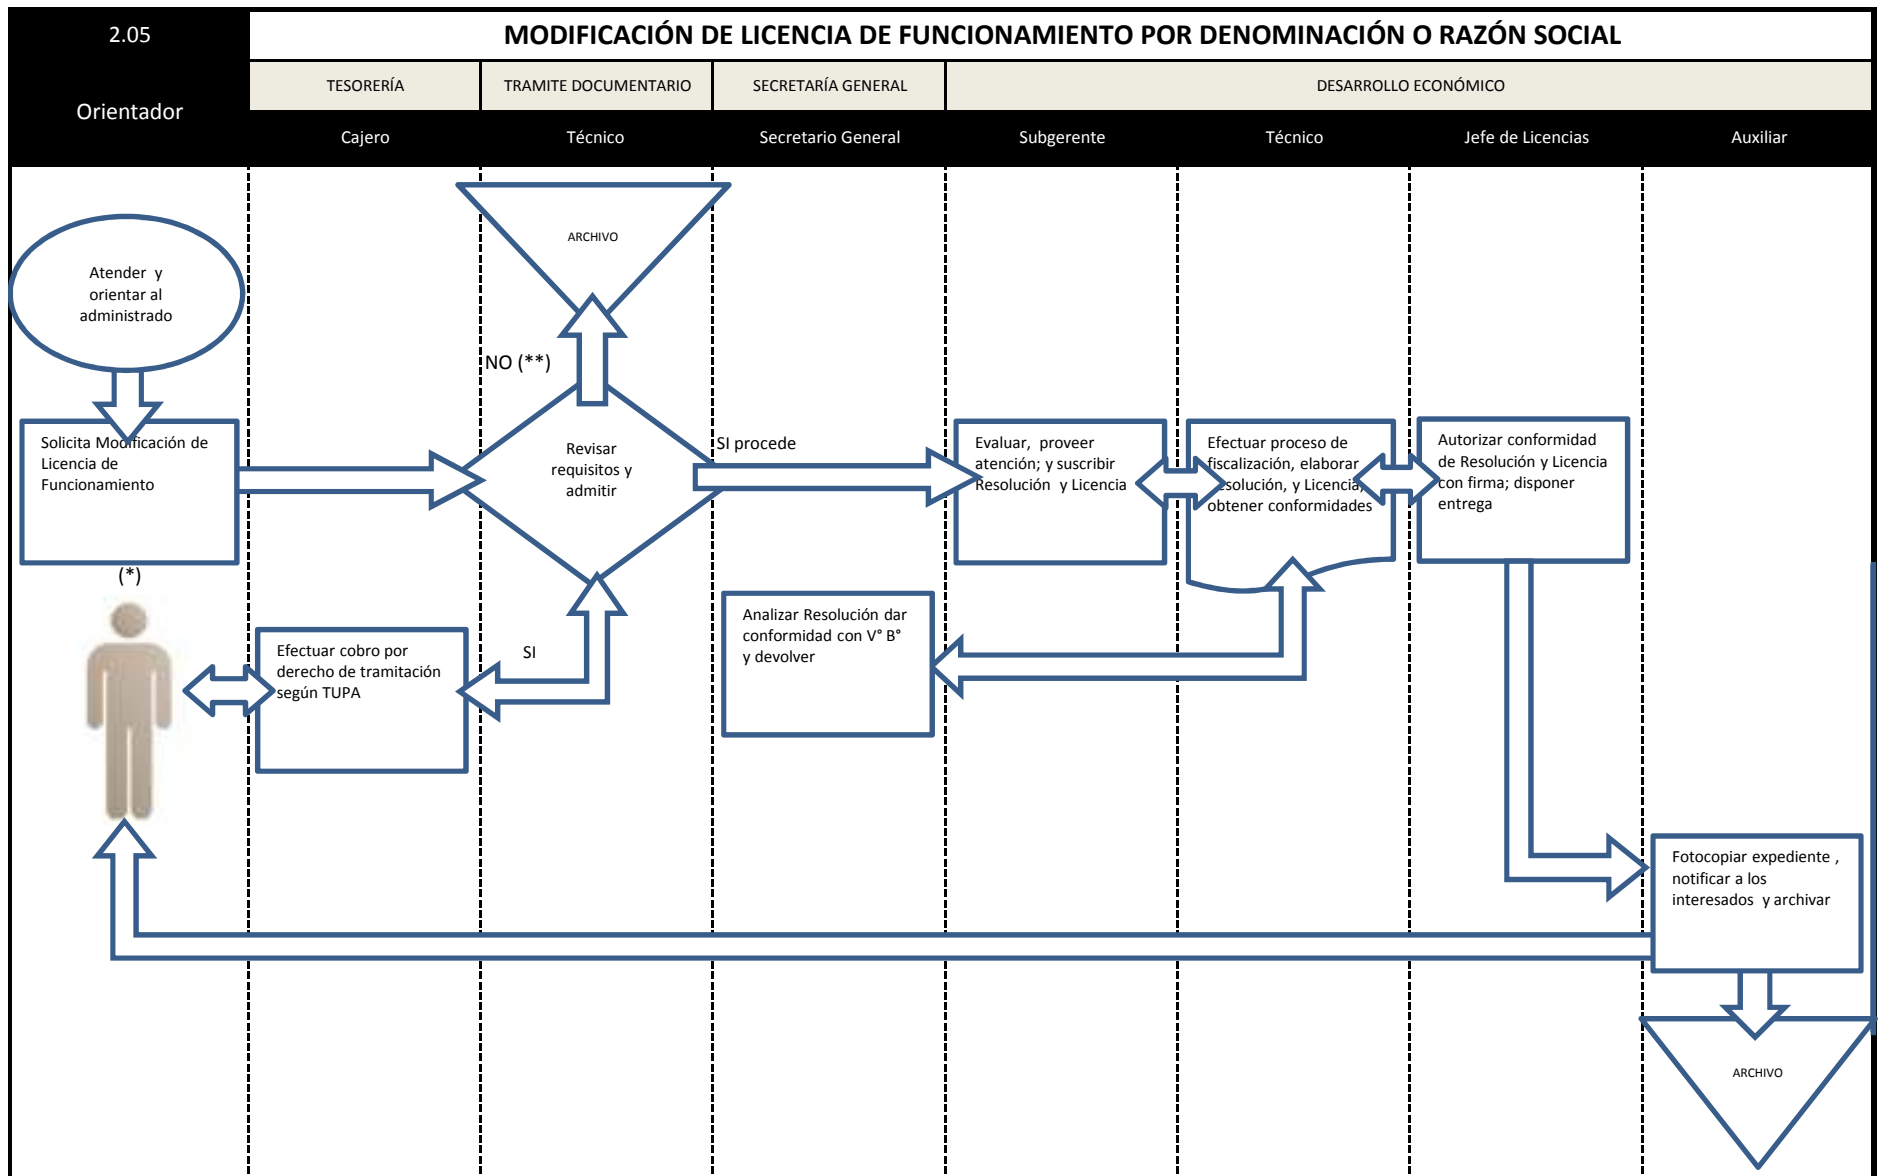 2.05
MODIFICACIÓN DE LICENCIA DE FUNCIONAMIENTO POR DENOMINACIÓN O RAZÓN SOCIAL
Orientador
TESORERÍA
TRAMITE DOCUMENTARIO
SECRETARÍA GENERAL
DESARROLLO ECONÓMICO
Cajero
Técnico
Secretario General
Subgerente
Técnico
Jefe de Licencias
Auxiliar
ARCHIVO
Atender y
orientar al
administrado
NO (**)
Solicita Modificación de
Licencia de
Funcionamiento
(*)
Revisar
requisitos y
admitir
SI procede
Evaluar, proveer
atención; y suscribir
Resolución y Licencia
Efectuar proceso de
fiscalización, elaborar
Resolución, y Licencia,
obtener conformidades
Autorizar conformidad
de Resolución y Licencia
con firma; disponer
entrega
Efectuar cobro por
derecho de tramitación
según TUPA
SI
Analizar Resolución dar
conformidad con V° B°
y devolver
Fotocopiar expediente ,
notificar a los
interesados y archivar
ARCHIVO